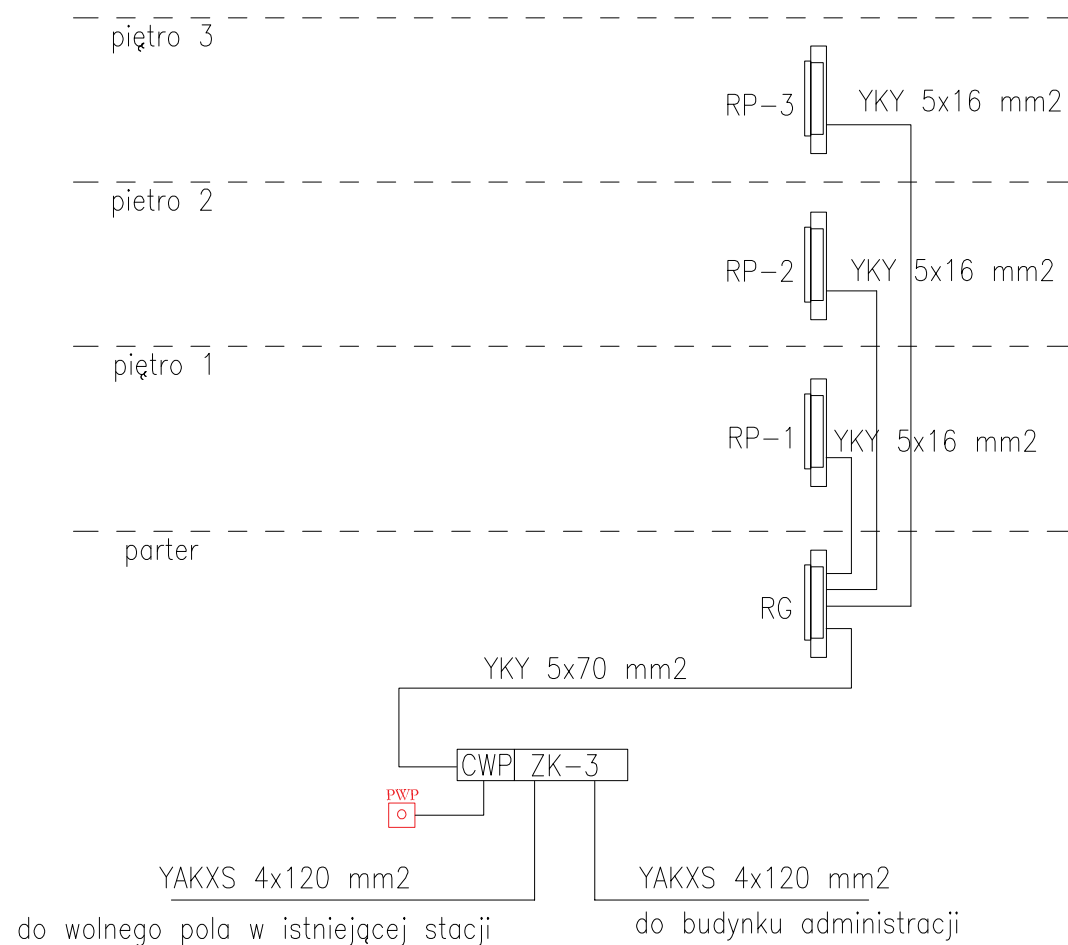 piętro 3
RP-3 YKY 5x16 mm2
pietro 2
RP-2 YKY 5x16 mm2
piętro 1
RP-1 YKY 5x16 mm2
parter
RG
YKY 5x70 mm2
CWP ZK-3
PWP
YAKXS 4x120 mm2 YAKXS 4x120 mm2
do wolnego pola w istniejącej stacji do budynku administracji